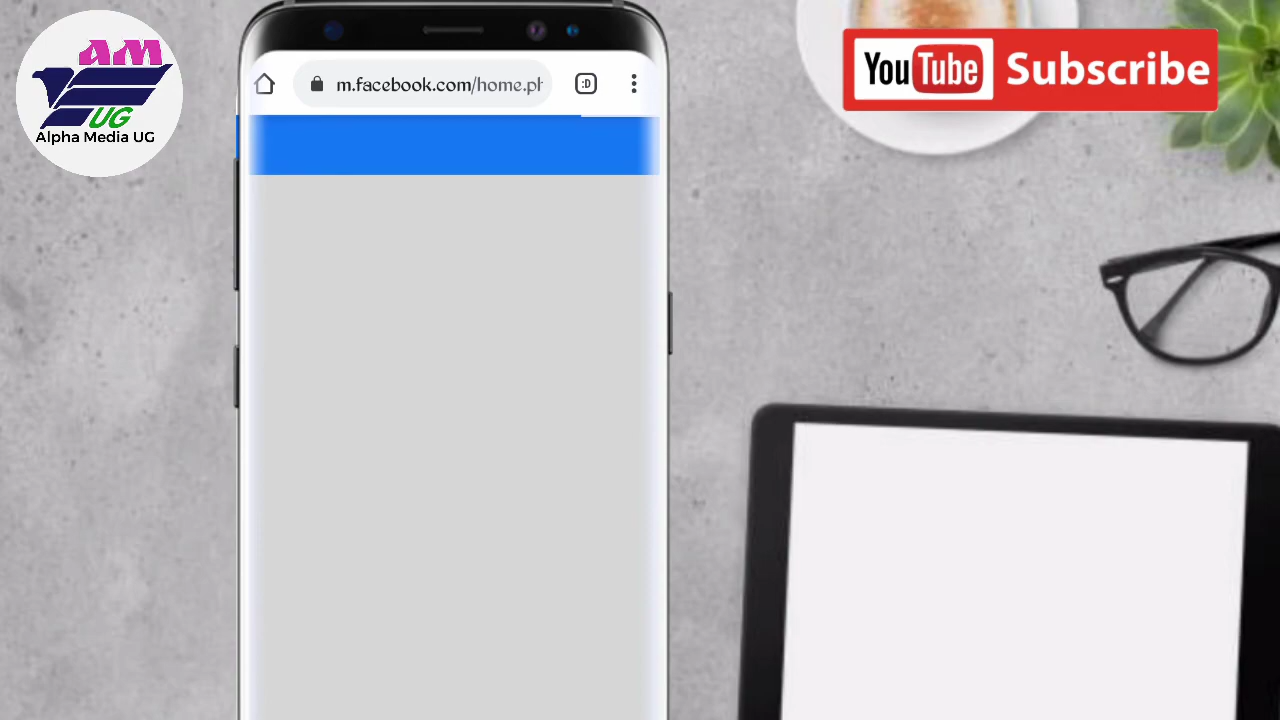 AM
UG
Alpha Media UG
m.facebook.com/home.ph
:D
YouTube Subscribe